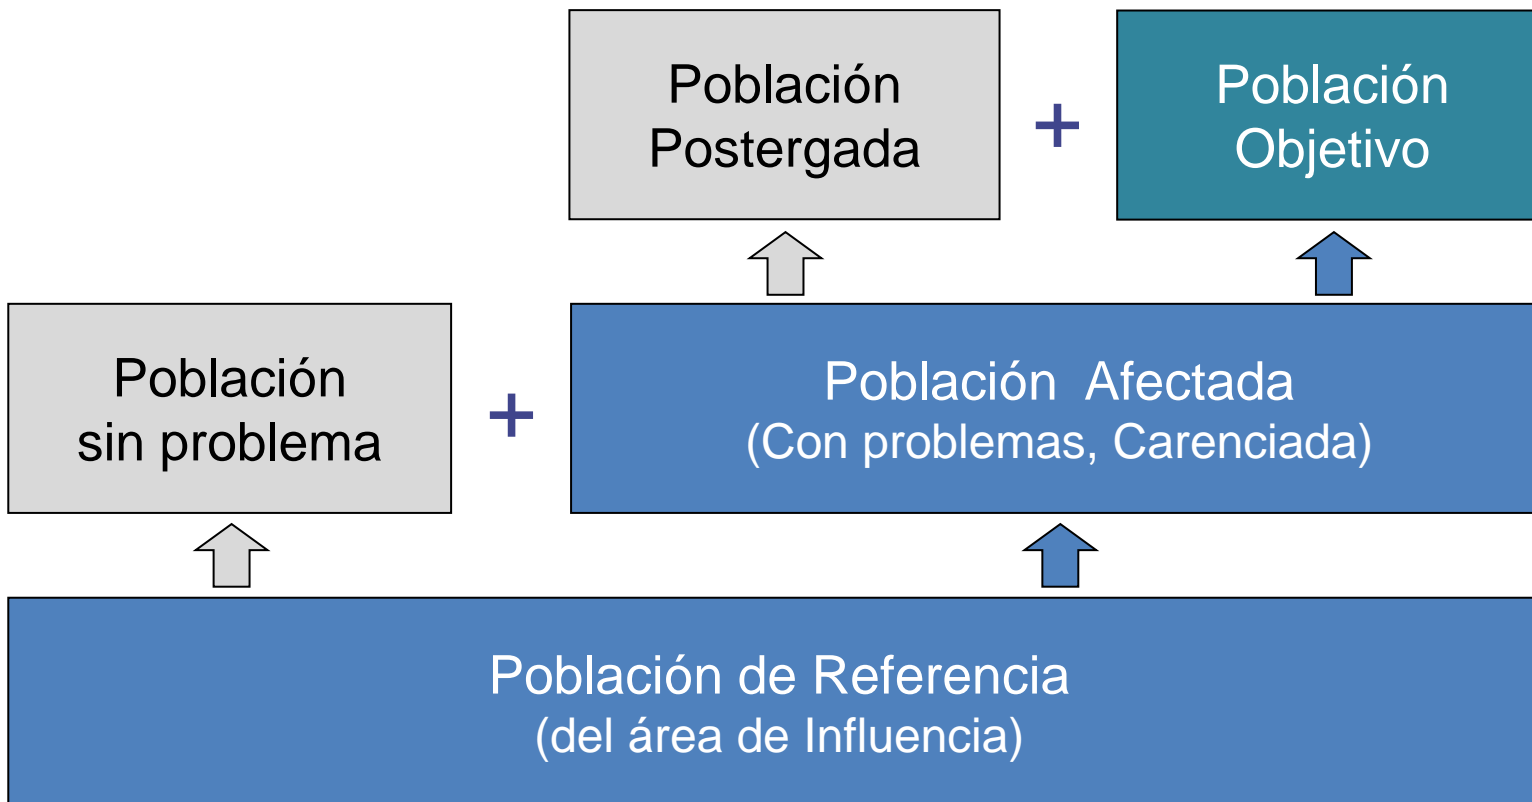 Población
Postergada
+
Población
Objetivo
Población
sin problema
+
Población Afectada
(Con problemas, Carenciada)
Población de Referencia
(del área de Influencia)